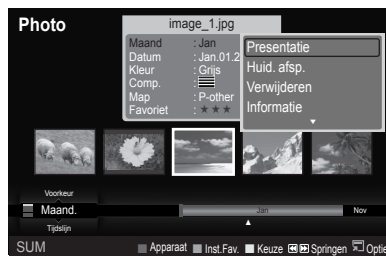 Photo
image_1.jpg
Maand : Jan
Datum : Jan.01.2
Kleur : Grijs
Comp. :
Map : P-other
Favoriet : ★ ★ ★
Presentatie
Huid. afsp.
Verwijderen
Informatie
Voorkeur
Maand.
Jan
Nov
Tijdslijn
SUM
Apparaat Inst.Fav. Keuze Springen Optie